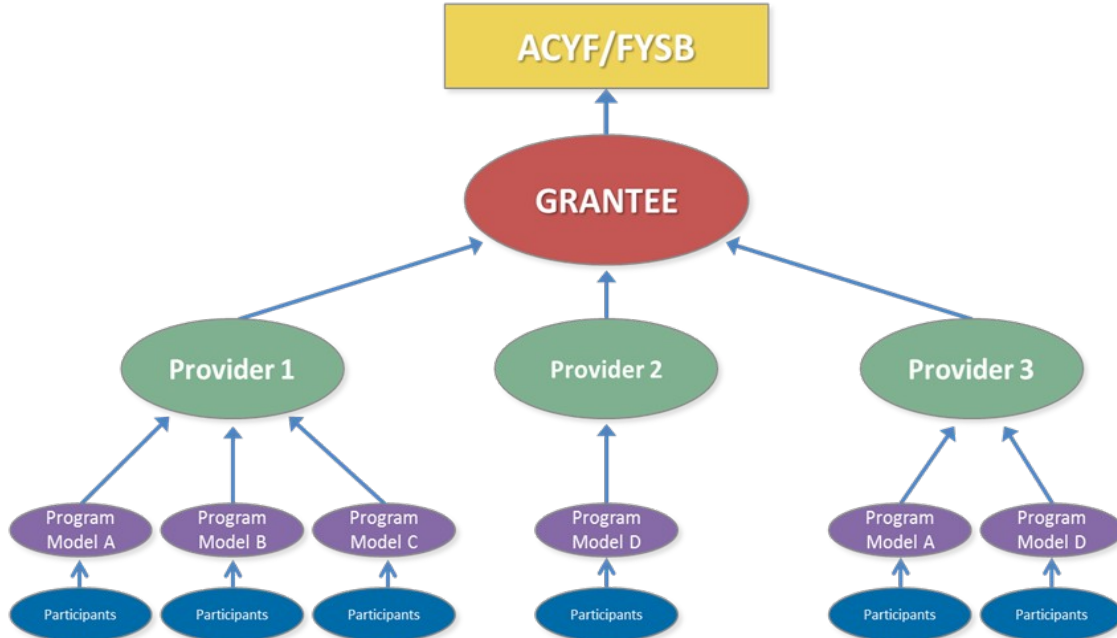 ACYF/FYSB
GRANTEE
Provider 1
Provider 2
Provider 3
Program
Model A
Program
Model B
Program
Model C
Program
Model D
Program
Model A
Program
Model D
Participants
Participants
Participants
Participants
Participants
Participants